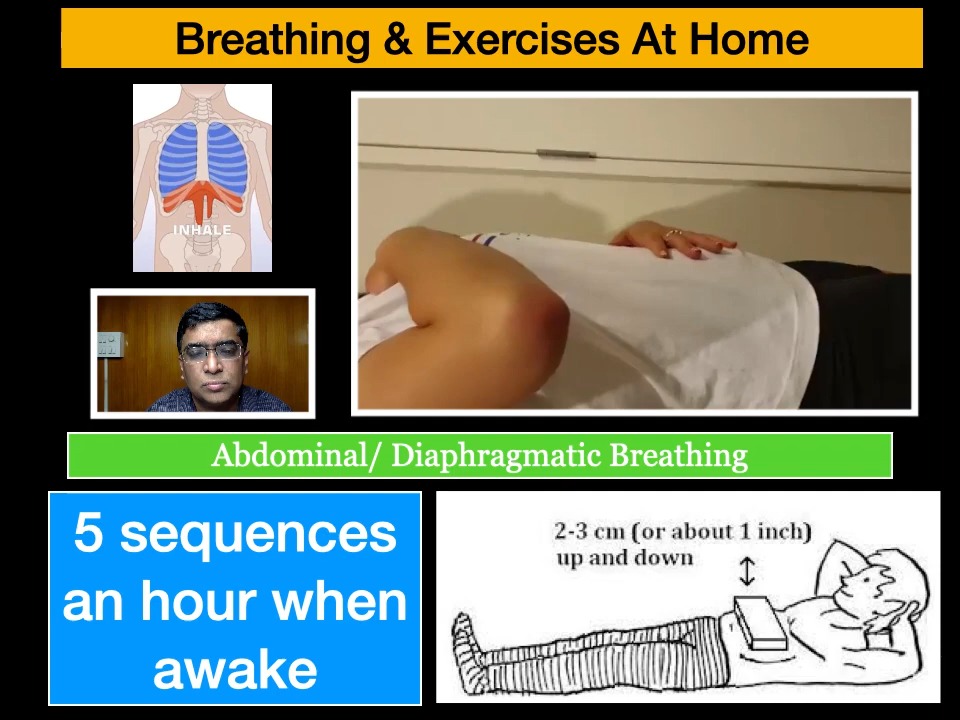 Breathing & Exercises At Home
INHALE
Abdominal/ Diaphragmatic Breathing
5 sequences
an hour when
awake
2-3 cm (or about 1 inch)
up and down